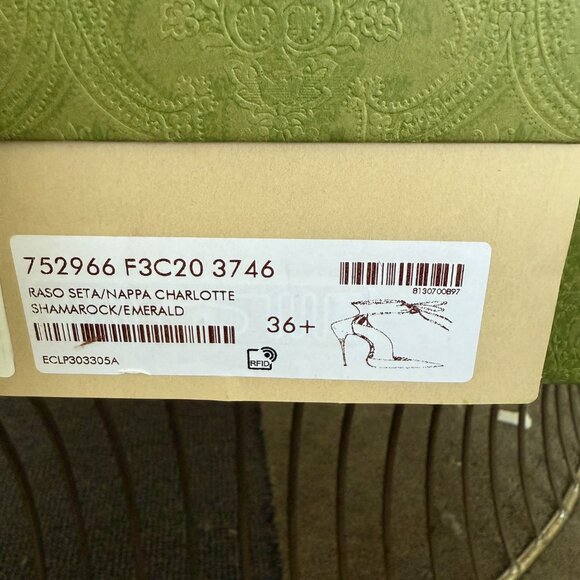 752966 F3C20 3746
8130700897
RASO SETA/NAPPA CHARLOTTE
SHAMAROCK/EMERALD
36+
ECLP303305A
RFID